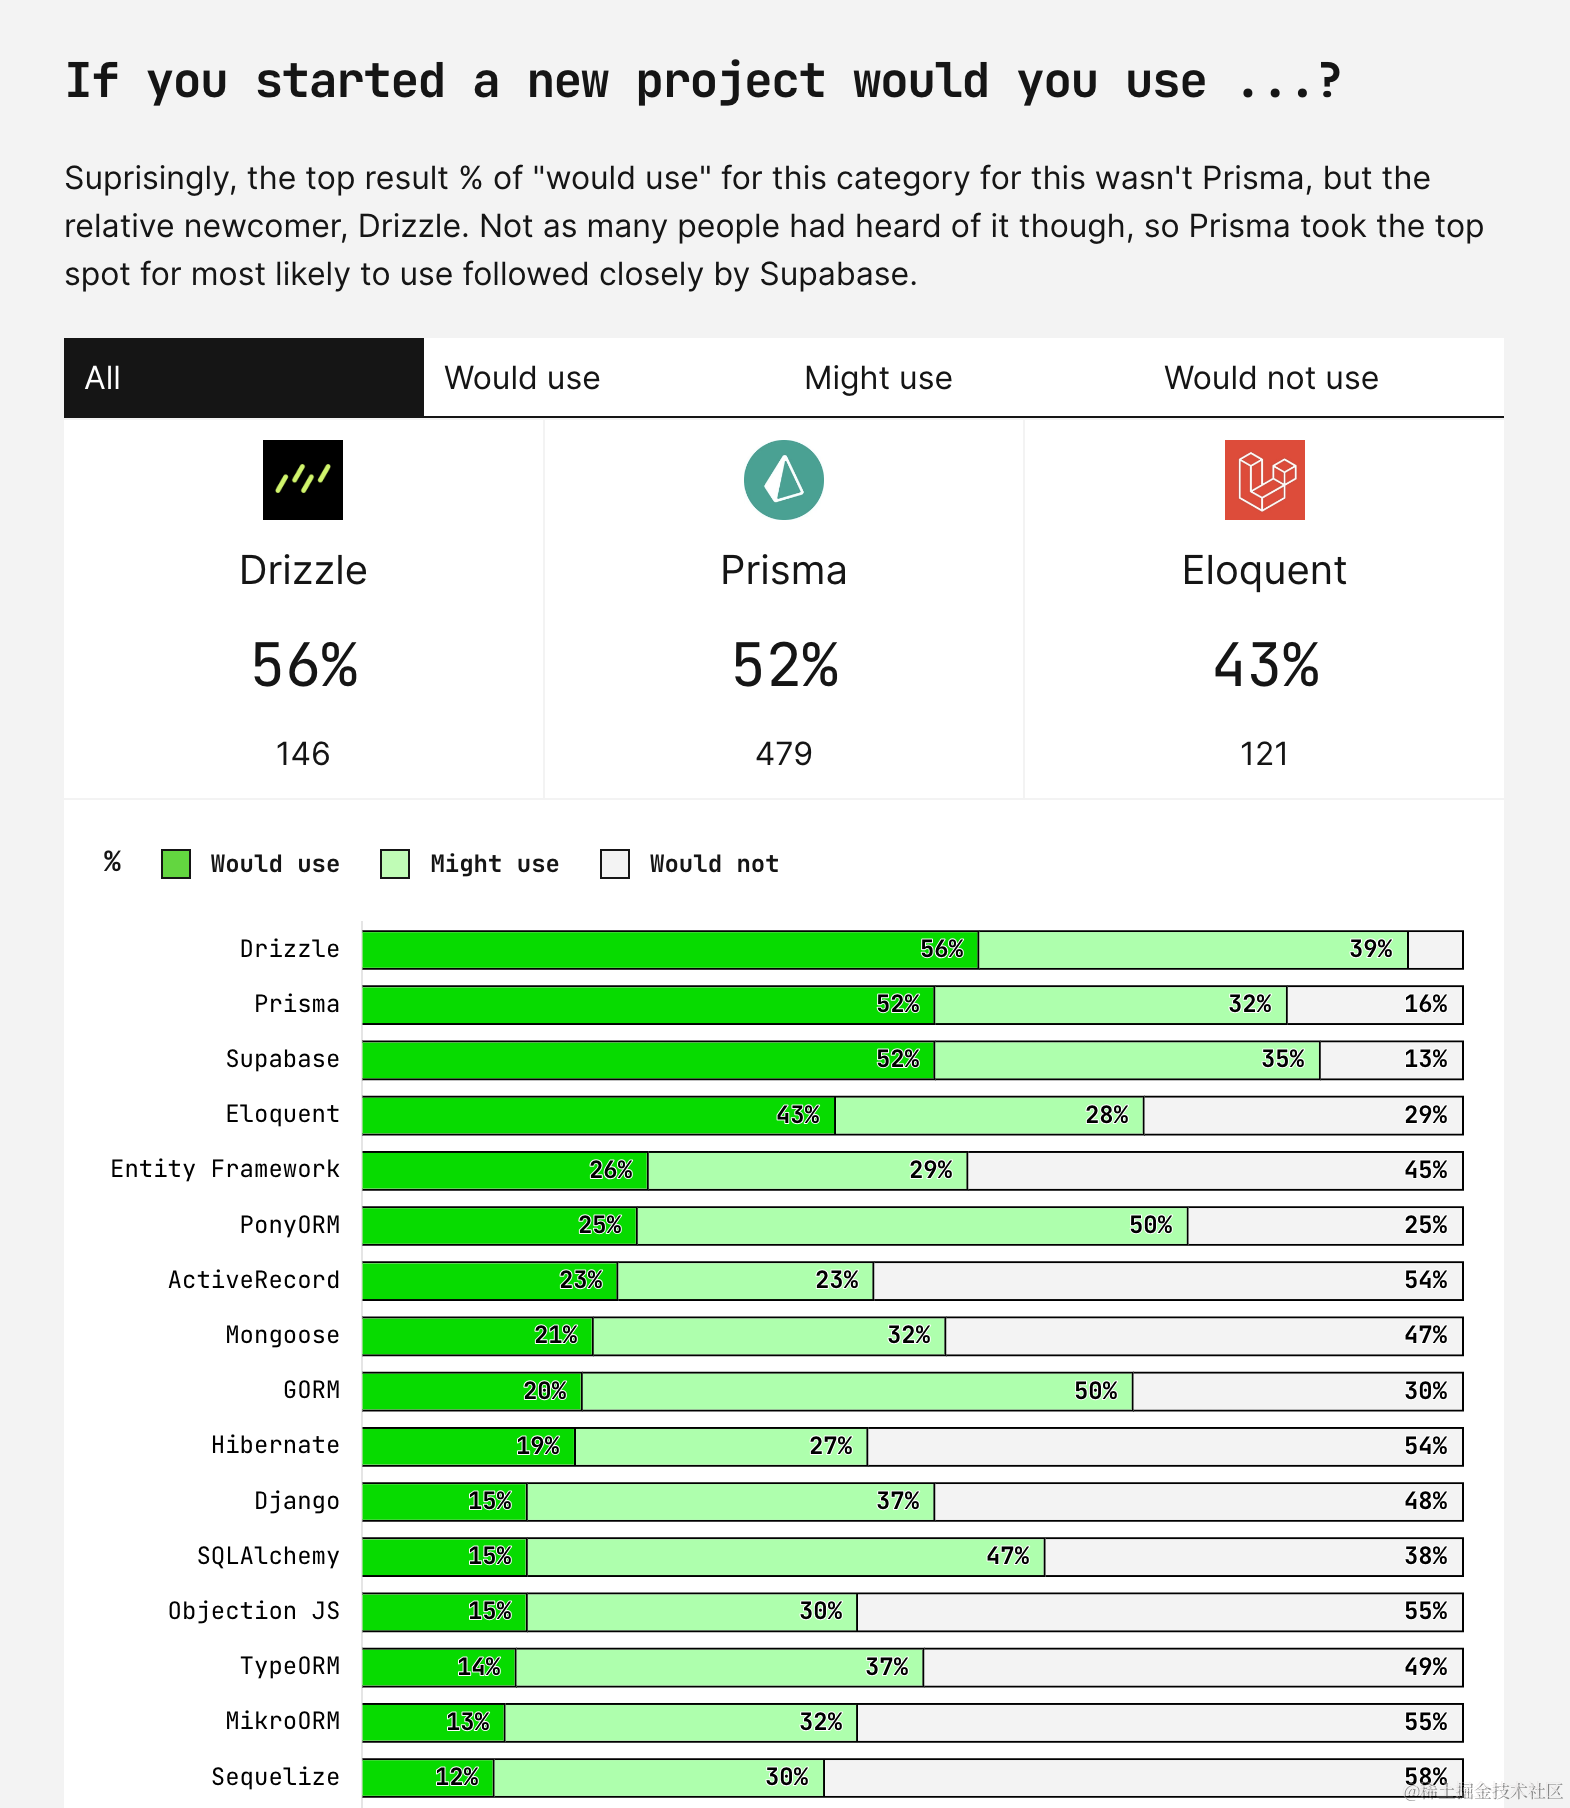 If you started a new project would you use ...?
Suprisingly, the top result % of "would use" for this category for this wasn't Prisma, but the
relative newcomer, Drizzle. Not as many people had heard of it though, so Prisma took the top
spot for most likely to use followed closely by Supabase.
All Would use Might use Would not use
Drizzle Prisma Eloquent
56% 52% 43%
146 479 121
% Would use Might use Would not
Drizzle 56% 39%
Prisma 52% 32% 16%
Supabase 52% 35% 13%
Eloquent 43% 28% 29%
Entity Framework 26% 29% 45%
PonyORM 25% 50% 25%
ActiveRecord 23% 23% 54%
Mongoose 21% 32% 47%
GORM 20% 50% 30%
Hibernate 19% 27% 54%
Django 15% 37% 48%
SQLAlchemy 15% 47% 38%
Objection JS 15% 30% 55%
TypeORM 14% 37% 49%
MikroORM 13% 32% 55%
Sequelize 12% 30% 58%
@稀土掘金技术社区